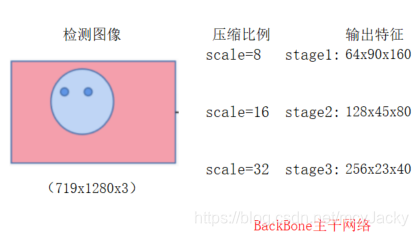 检测图像 压缩比例 输出特征
scale=8 stage1: 64x90x160
scale=16 stage2: 128x45x80
scale=32 stage3: 256x23x40
（719x1280x3）
BackBone主干网络